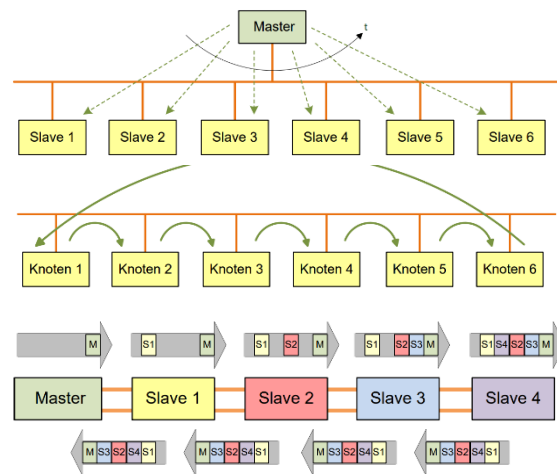 Master
t
Slave 1 Slave 2 Slave 3 Slave 4 Slave 5 Slave 6
Knoten 1 Knoten 2 Knoten 3 Knoten 4 Knoten 5 Knoten 6
M S1 M S1 S2 M S1 S2 S3 M S1 S4 S2 S3 M
Master Slave 1 Slave 2 Slave 3 Slave 4
M S3 S2 S4 S1 M S3 S2 S4 S1 M S3 S2 S4 S1 M S3 S2 S4 S1